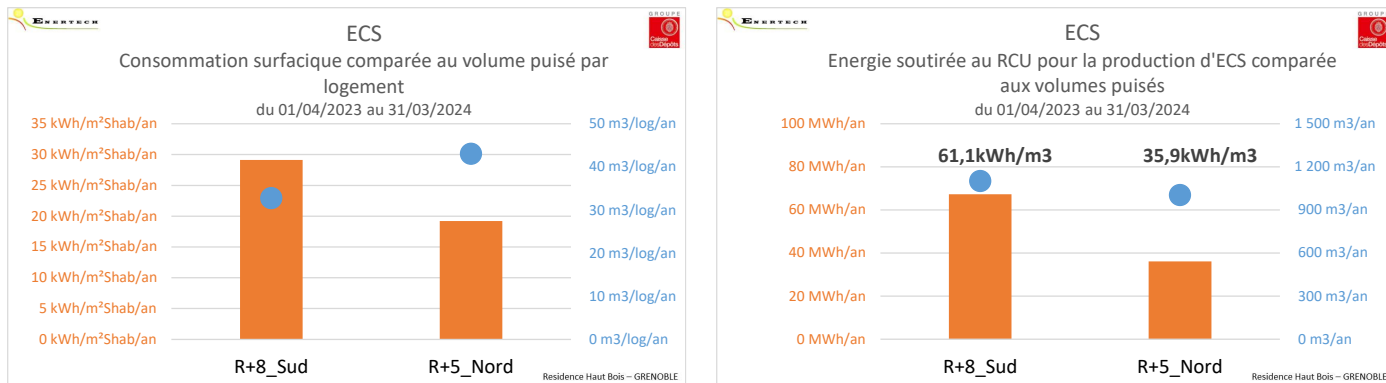 ENERTECH
GROUPE
Caisse
desDépôts
ECS
Consommation surfacique comparée au volume puisé par
logement
du 01/04/2023 au 31/03/2024
35 kWh/m²Shab/an
30 kWh/m²Shab/an
25 kWh/m²Shab/an
20 kWh/m²Shab/an
15 kWh/m²Shab/an
10 kWh/m²Shab/an
5 kWh/m²Shab/an
0 kWh/m²Shab/an
50 m3/log/an
40 m3/log/an
30 m3/log/an
20 m3/log/an
10 m3/log/an
0 m3/log/an
R+8_Sud
R+5_Nord
Residence Haut Bois – GRENOBLE
ENERTECH
GROUPE
Caisse
desDépôts
ECS
Energie soutirée au RCU pour la production d'ECS comparée
aux volumes puisés
du 01/04/2023 au 31/03/2024
100 MWh/an
80 MWh/an
60 MWh/an
40 MWh/an
20 MWh/an
0 MWh/an
61,1kWh/m3
35,9kWh/m3
1 500 m3/an
1 200 m3/an
900 m3/an
600 m3/an
300 m3/an
0 m3/an
R+8_Sud
R+5_Nord
Residence Haut Bois – GRENOBLE